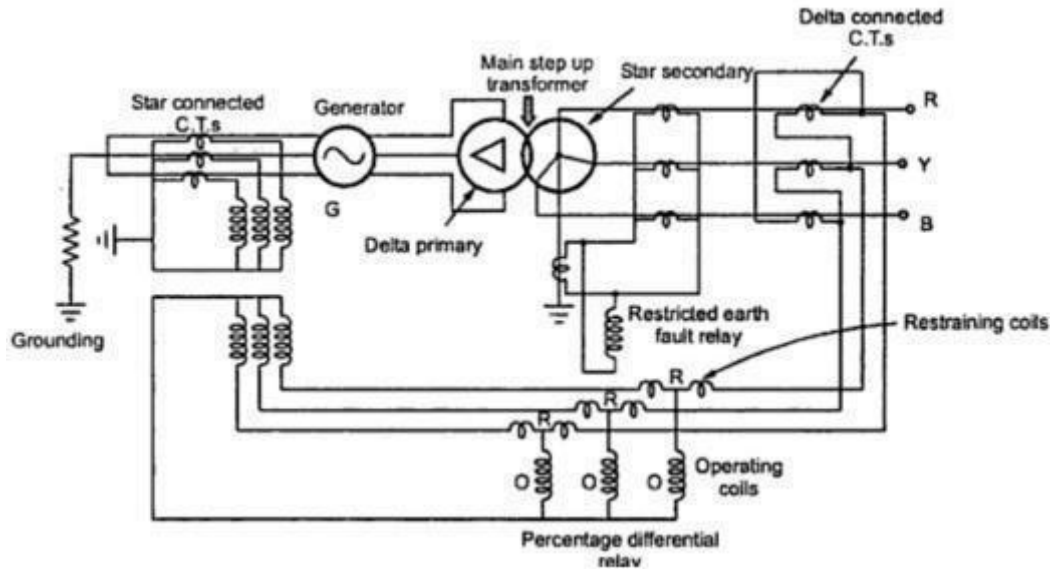 Delta connected
C.T.s
Main step up
transformer
Star secondary
Star connected
C.T.s
Generator
R
Y
B
G
Delta primary
Grounding
Restricted earth
fault relay
Restraining coils
R
R
R
O
O
O
Operating
coils
Percentage differential
relay